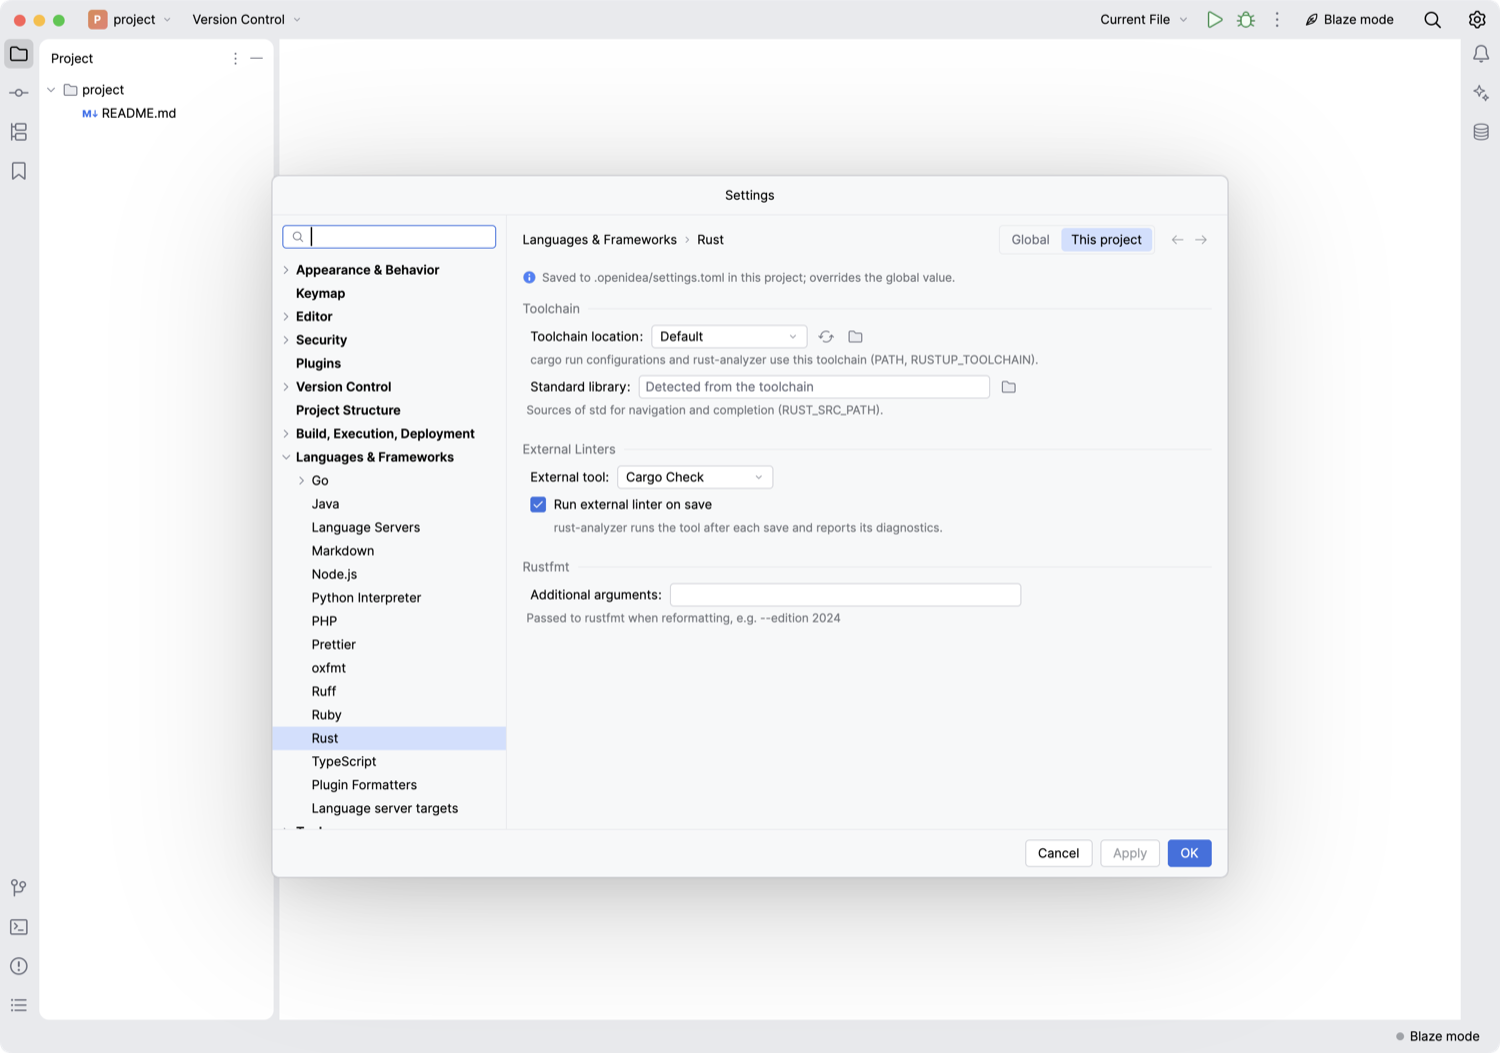 P project
Version Control
Current File
Blaze mode
Project
project
M↓ README.md
Settings
Languages & Frameworks › Rust
Global
This project
Appearance & Behavior
Keymap
Editor
Security
Plugins
Version Control
Project Structure
Build, Execution, Deployment
Languages & Frameworks
Go
Java
Language Servers
Markdown
Node.js
Python Interpreter
PHP
Prettier
oxfmt
Ruff
Ruby
Rust
TypeScript
Plugin Formatters
Language server targets
Saved to .openidea/settings.toml in this project; overrides the global value.
Toolchain
Toolchain location: Default
cargo run configurations and rust-analyzer use this toolchain (PATH, RUSTUP_TOOLCHAIN).
Standard library: Detected from the toolchain
Sources of std for navigation and completion (RUST_SRC_PATH).
External Linters
External tool: Cargo Check
Run external linter on save
rust-analyzer runs the tool after each save and reports its diagnostics.
Rustfmt
Additional arguments:
Passed to rustfmt when reformatting, e.g. --edition 2024
Cancel
Apply
OK
Blaze mode